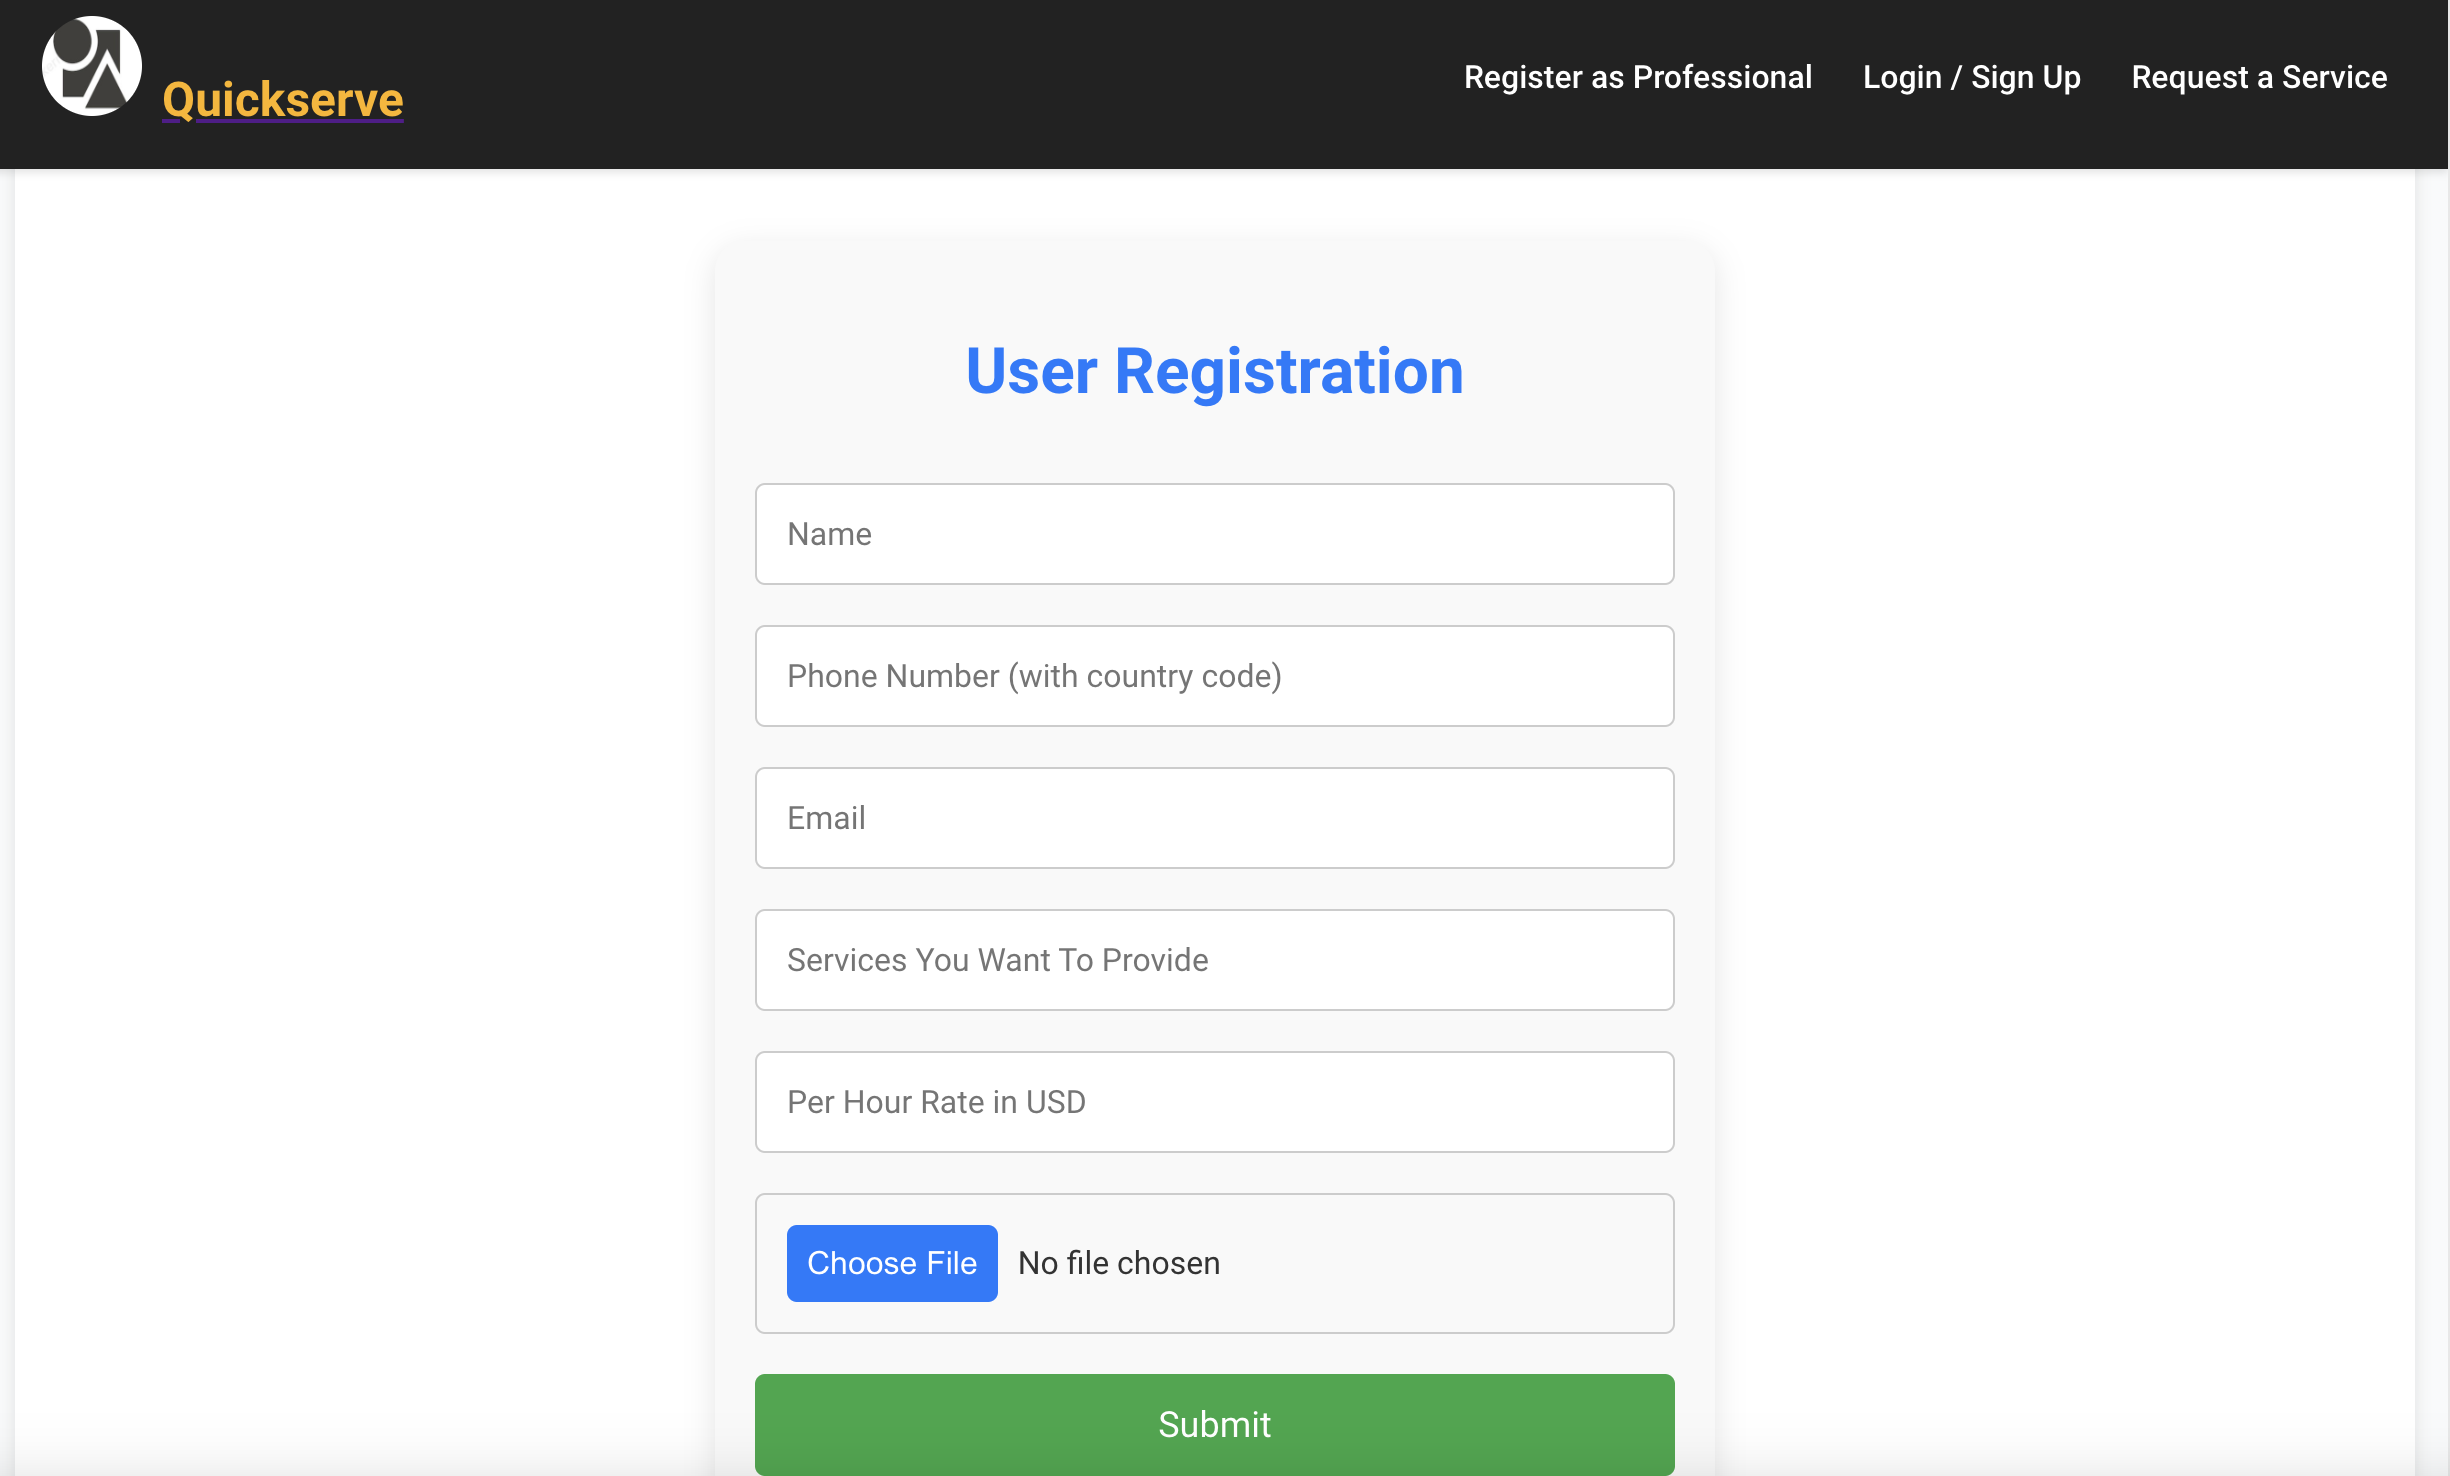 Quickserve
Register as Professional
Login / Sign Up
Request a Service
User Registration
Name
Phone Number (with country code)
Email
Services You Want To Provide
Per Hour Rate in USD
Choose File No file chosen
Submit